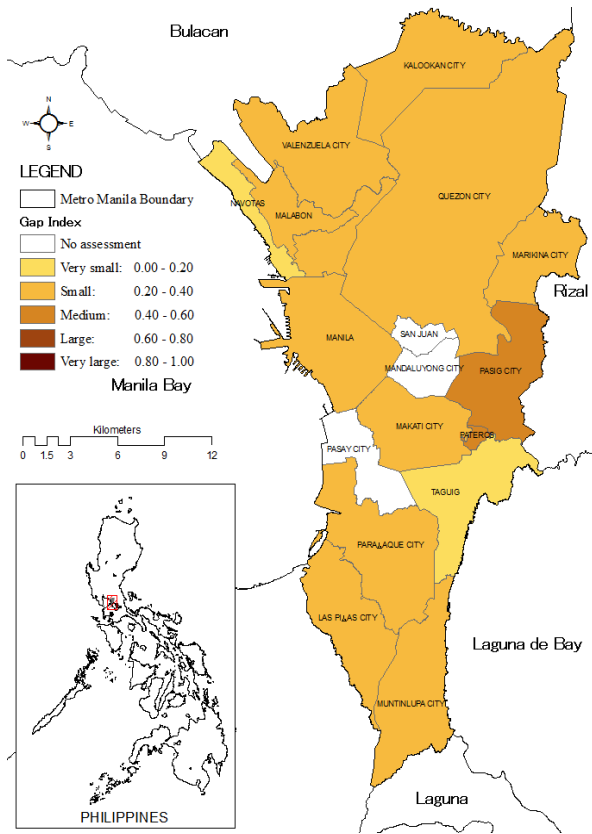 Bulacan
KALOOKAN CITY
N
W E
S
VALENZUELA CITY
LEGEND
Metro Manila Boundary
Gap Index
No assessment
Very small: 0.00 - 0.20
Small: 0.20 - 0.40
Medium: 0.40 - 0.60
Large: 0.60 - 0.80
Very large: 0.80 - 1.00
QUEZON CITY
NAVOTAS
MALABON
MARIKINA CITY
Rizal
MANILA
SAN JUAN
MANDALUYONG CITY
PASIG CITY
Manila Bay
MAKATI CITY
PATEROS
PASAY CITY
TAGUIG
Kilometers
0 1.5 3 6 9 12
PARAÑAQUE CITY
LAS PIÑAS CITY
Laguna de Bay
MUNTINLUPA CITY
Laguna
PHILIPPINES